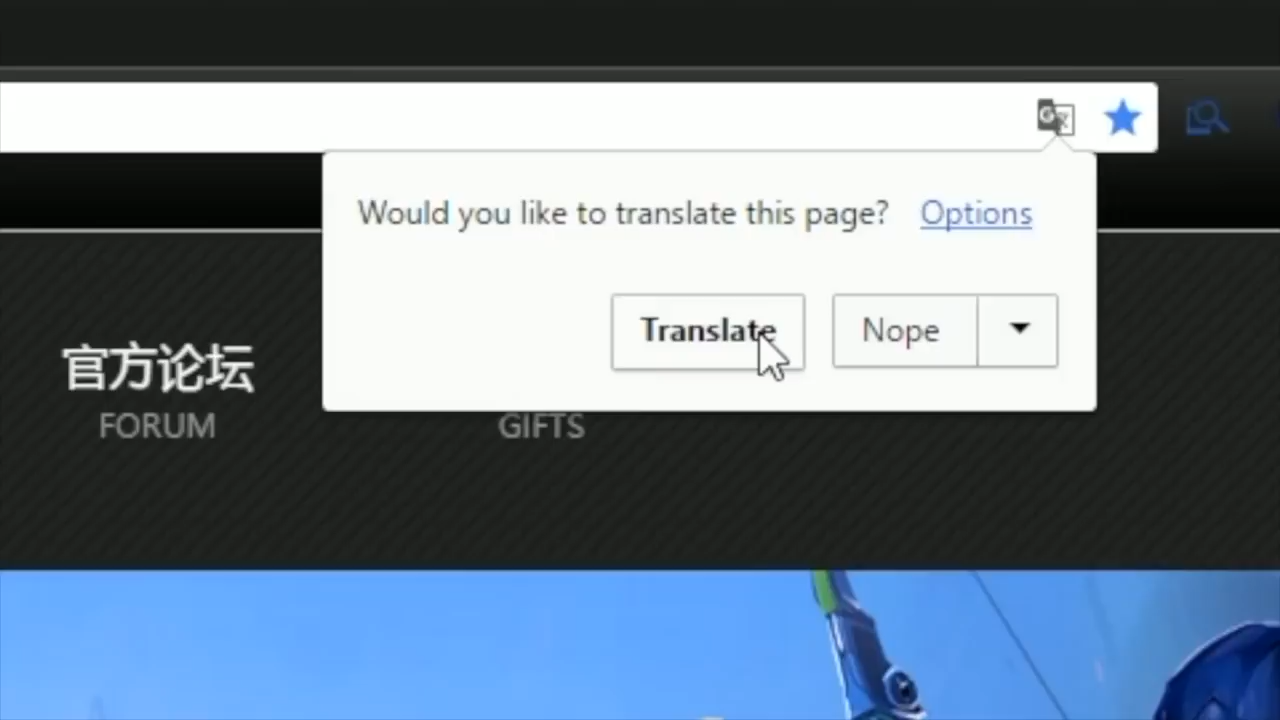 Would you like to translate this page? Options
Translate Nope
官方论坛
FORUM GIFTS